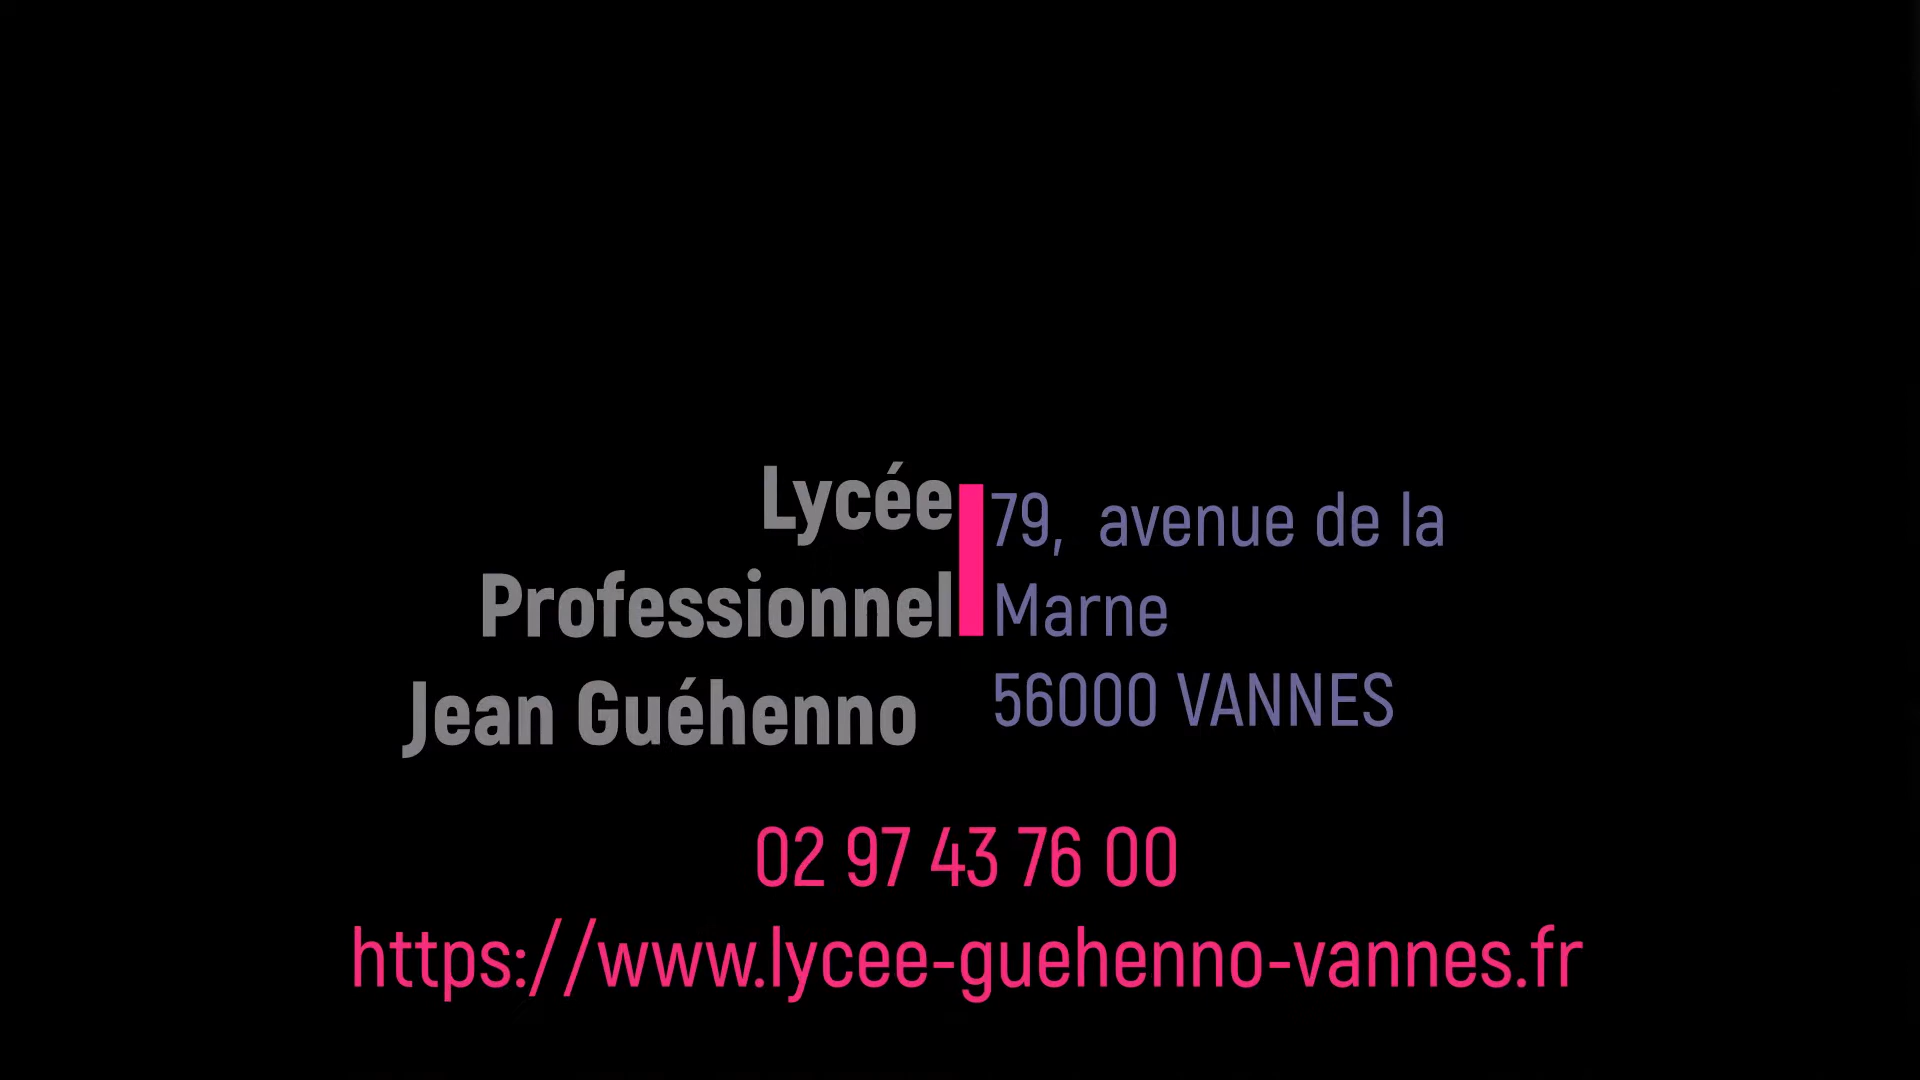 Lycée
Professionnel
Jean Guéhenno
79, avenue de la
Marne
56000 VANNES
02 97 43 76 00
https://www.lycee-guehenno-vannes.fr